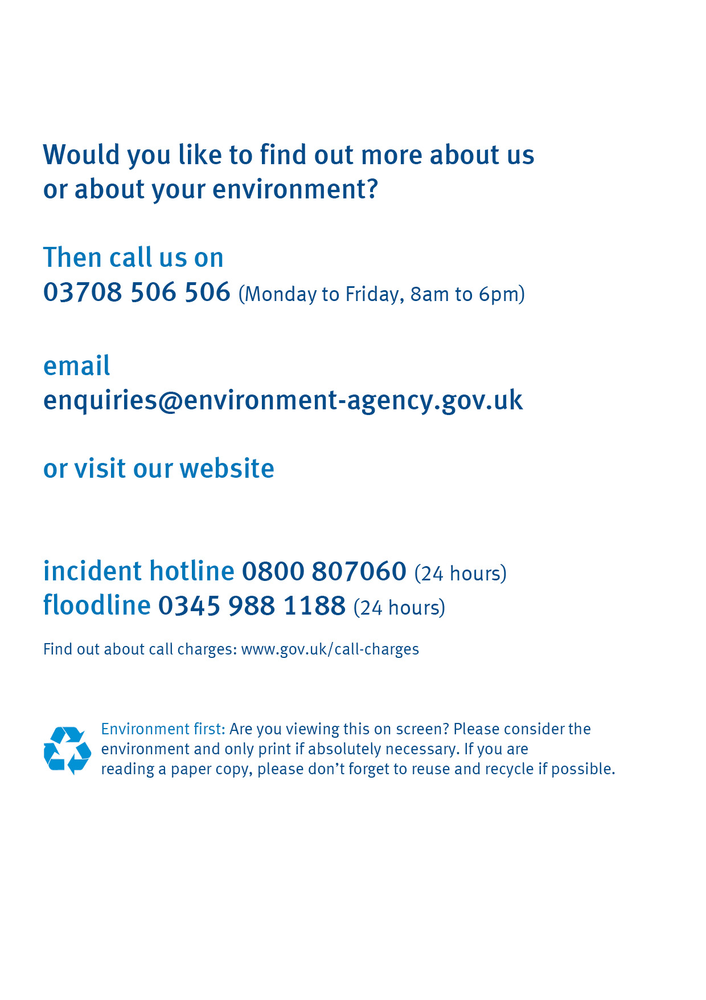 Would you like to find out more about us
or about your environment?
Then call us on
03708 506 506 (Monday to Friday, 8am to 6pm)
email
enquiries@environment-agency.gov.uk
or visit our website
incident hotline 0800 807060 (24 hours)
floodline 0345 988 1188 (24 hours)
Find out about call charges: www.gov.uk/call-charges
Environment first: Are you viewing this on screen? Please consider the
environment and only print if absolutely necessary. If you are
reading a paper copy, please don’t forget to reuse and recycle if possible.